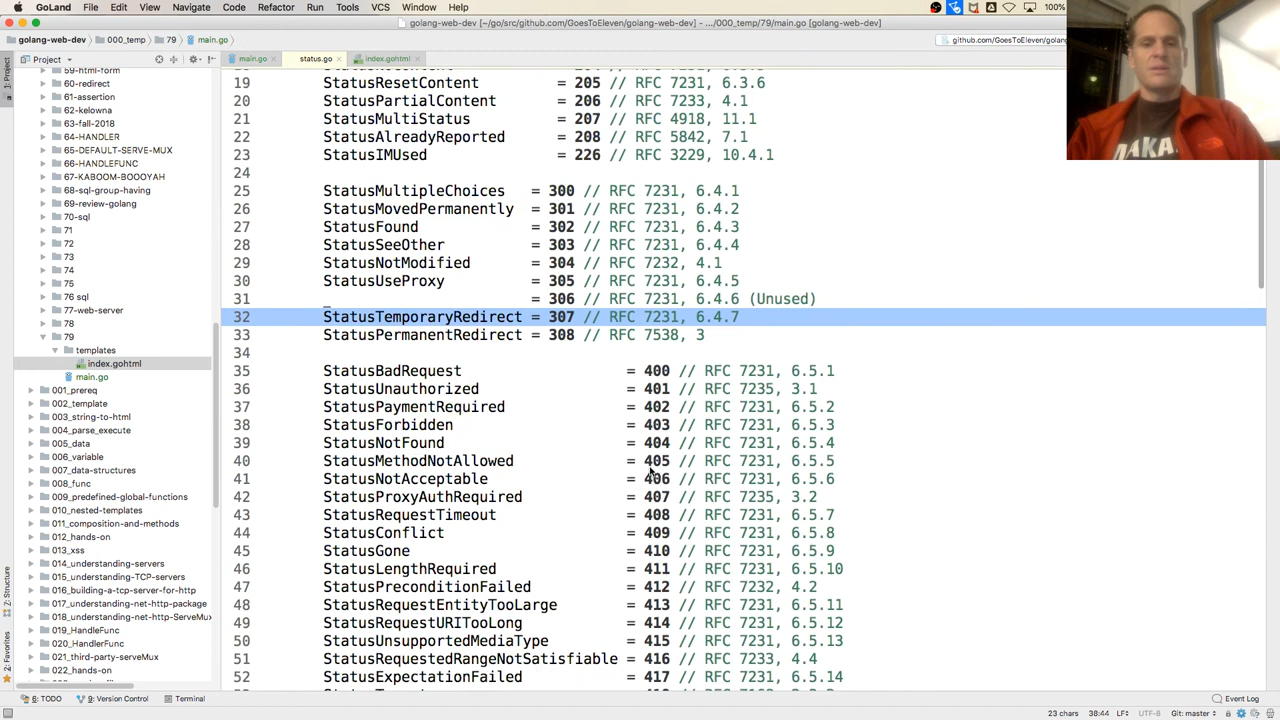 GoLand File Edit View Navigate Code Refactor Run Tools VCS Window Help 100%
golang-web-dev [~/go/src/github.com/GoesToEleven/golang-web-dev] - .../000_temp/79/main.go [golang-web-dev]
golang-web-dev 000_temp 79 main.go github.com/GoesToEleven/golang
Project main.go status.go index.gohtml
1: Project
59-html-form
60-redirect
61-assertion
62-kelowna
63-fall-2018
64-HANDLER
65-DEFAULT-SERVE-MUX
66-HANDLEFUNC
67-KABOOM-BOOOYAH
68-sql-group-having
69-review-golang
70-sql
71
72
73
74
75
76 sql
77-web-server
78
79
templates
index.gohtml
main.go
001_prereq
002_template
003_string-to-html
004_parse_execute
005_data
006_variable
007_data-structures
008_func
009_predefined-global-functions
010_nested-templates
011_composition-and-methods
012_hands-on
013_xss
014_understanding-servers
015_understanding-TCP-servers
016_building-a-tcp-server-for-http
017_understanding-net-http-package
018_understanding-net-http-ServeMux
019_HandleFunc
020_HandlerFunc
021_third-party-serveMux
022_hands-on
7: Structure
2: Favorites
19 StatusResetContent = 205 // RFC 7231, 6.3.6
20 StatusPartialContent = 206 // RFC 7233, 4.1
21 StatusMultiStatus = 207 // RFC 4918, 11.1
22 StatusAlreadyReported = 208 // RFC 5842, 7.1
23 StatusIMUsed = 226 // RFC 3229, 10.4.1
24
25 StatusMultipleChoices = 300 // RFC 7231, 6.4.1
26 StatusMovedPermanently = 301 // RFC 7231, 6.4.2
27 StatusFound = 302 // RFC 7231, 6.4.3
28 StatusSeeOther = 303 // RFC 7231, 6.4.4
29 StatusNotModified = 304 // RFC 7232, 4.1
30 StatusUseProxy = 305 // RFC 7231, 6.4.5
31 _ = 306 // RFC 7231, 6.4.6 (Unused)
32 StatusTemporaryRedirect = 307 // RFC 7231, 6.4.7
33 StatusPermanentRedirect = 308 // RFC 7538, 3
34
35 StatusBadRequest = 400 // RFC 7231, 6.5.1
36 StatusUnauthorized = 401 // RFC 7235, 3.1
37 StatusPaymentRequired = 402 // RFC 7231, 6.5.2
38 StatusForbidden = 403 // RFC 7231, 6.5.3
39 StatusNotFound = 404 // RFC 7231, 6.5.4
40 StatusMethodNotAllowed = 405 // RFC 7231, 6.5.5
41 StatusNotAcceptable = 406 // RFC 7231, 6.5.6
42 StatusProxyAuthRequired = 407 // RFC 7235, 3.2
43 StatusRequestTimeout = 408 // RFC 7231, 6.5.7
44 StatusConflict = 409 // RFC 7231, 6.5.8
45 StatusGone = 410 // RFC 7231, 6.5.9
46 StatusLengthRequired = 411 // RFC 7231, 6.5.10
47 StatusPreconditionFailed = 412 // RFC 7232, 4.2
48 StatusRequestEntityTooLarge = 413 // RFC 7231, 6.5.11
49 StatusRequestURITooLong = 414 // RFC 7231, 6.5.12
50 StatusUnsupportedMediaType = 415 // RFC 7231, 6.5.13
51 StatusRequestedRangeNotSatisfiable = 416 // RFC 7233, 4.4
52 StatusExpectationFailed = 417 // RFC 7231, 6.5.14
6: TODO 9: Version Control Terminal Event Log
23 chars 38:44 LF UTF-8 Git: master